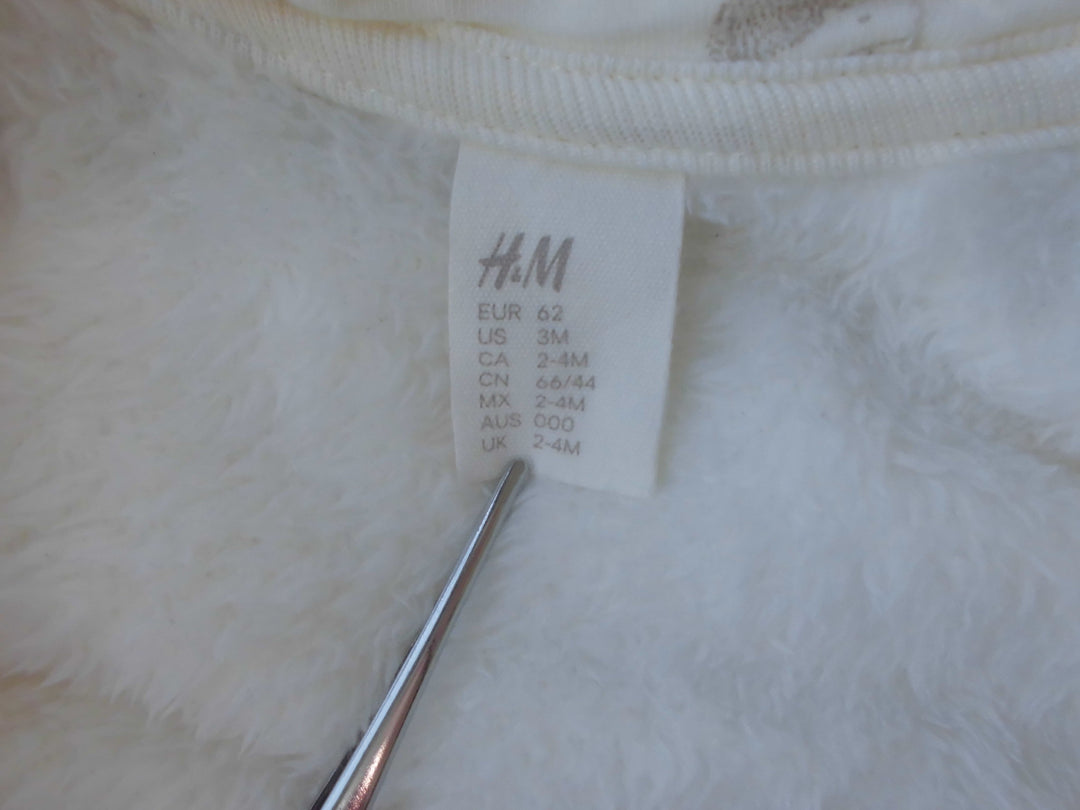 H&M
EUR 62
US 3M
CA 2-4M
CN 66/44
MX 2-4M
AUS 000
UK 2-4M